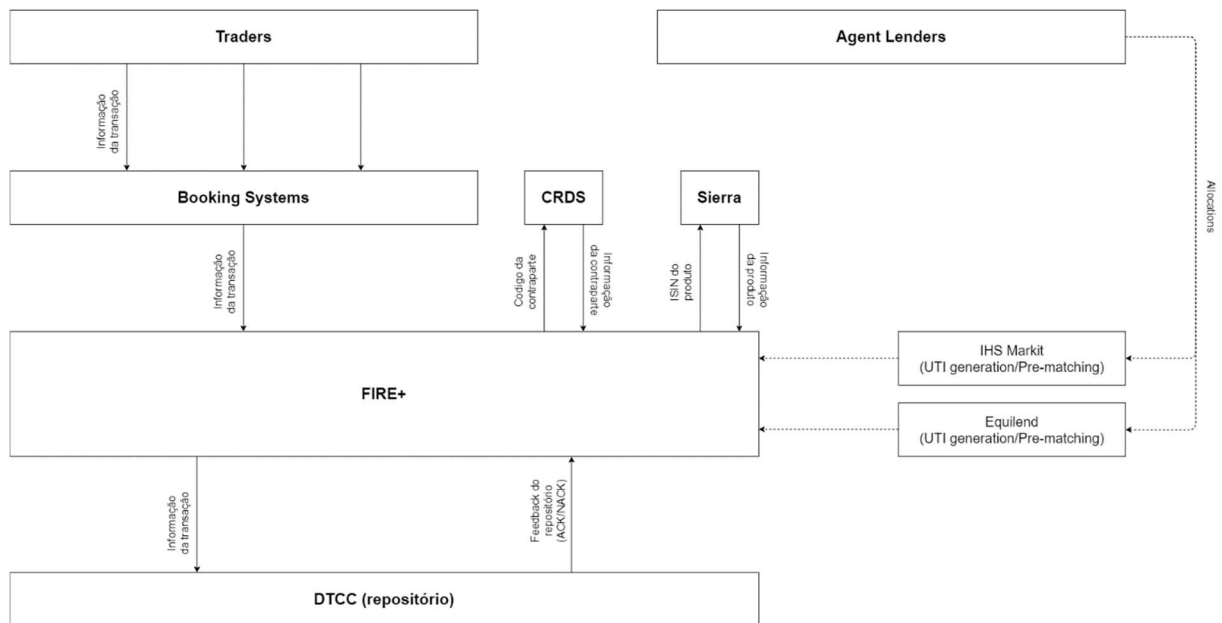 Traders
Agent Lenders
Informação
da transação
Booking Systems
CRDS
Sierra
Allocations
Informação
da transação
Codigo da
contraparte
Informação
da contraparte
ISIN do
produto
Informação
da produto
FIRE+
IHS Markit
(UTI generation/Pre-matching)
Equilend
(UTI generation/Pre-matching)
Informação
da transação
Feedback do
repositório
(ACK/NACK)
DTCC (repositório)